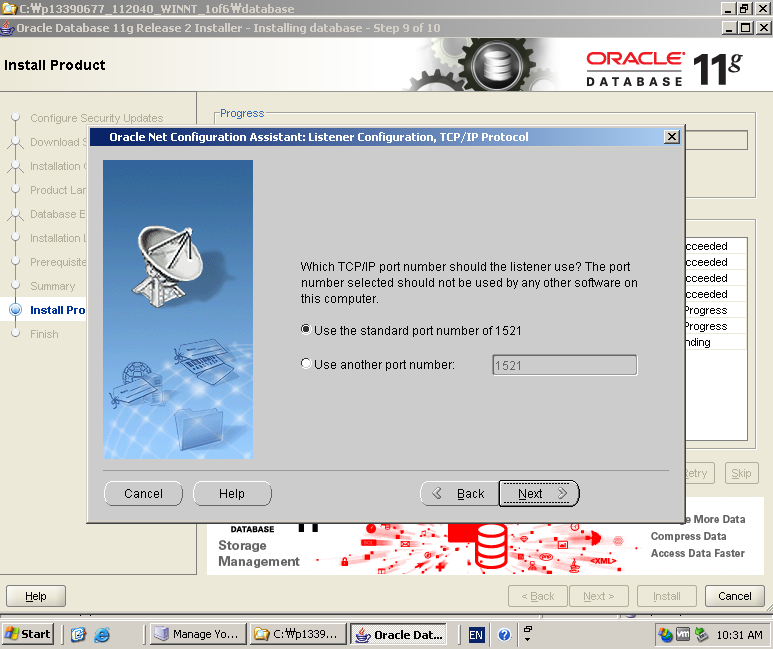 C:₩p13390677_112040_WINNT_1of6₩database
Oracle Database 11g Release 2 Installer - Installing database - Step 9 of 10
Install Product
ORACLE®
DATABASE
11g
Configure Security Updates
Download S
Installation
Product Lan
Database E
Installation L
Prerequisite
Summary
Install Pro
Finish
Progress
Oracle Net Configuration Assistant: Listener Configuration, TCP/IP Protocol
Which TCP/IP port number should the listener use? The port
number selected should not be used by any other software on
this computer.
Use the standard port number of 1521
Use another port number:
1521
Cancel
Help
Back
Next
cceeded
cceeded
cceeded
cceeded
Progress
Progress
nding
etry
Skip
DATABASE
Storage
Management
<XML>
e More Data
Compress Data
Access Data Faster
Help
< Back
Next >
Install
Cancel
Start
Manage Yo...
C:₩p1339...
Oracle Dat...
EN
10:31 AM